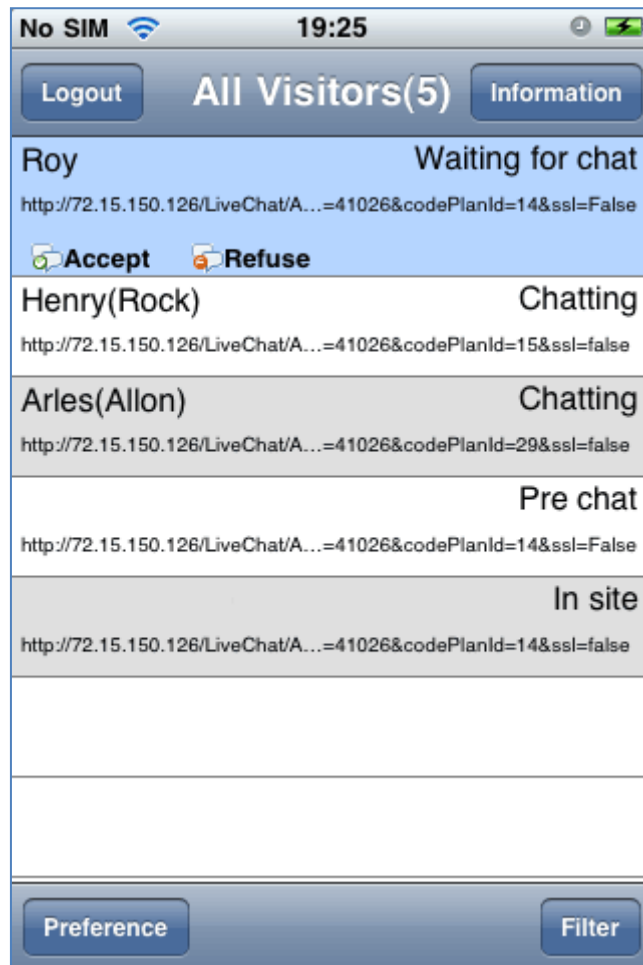 No SIM 19:25
Logout All Visitors(5) Information
Roy Waiting for chat
http://72.15.150.126/LiveChat/A...=41026&codePlanId=14&ssl=False
Accept Refuse
Henry(Rock) Chatting
http://72.15.150.126/LiveChat/A...=41026&codePlanId=15&ssl=false
Arles(Allon) Chatting
http://72.15.150.126/LiveChat/A...=41026&codePlanId=29&ssl=false
Pre chat
http://72.15.150.126/LiveChat/A...=41026&codePlanId=14&ssl=False
In site
http://72.15.150.126/LiveChat/A...=41026&codePlanId=14&ssl=false
Preference Filter